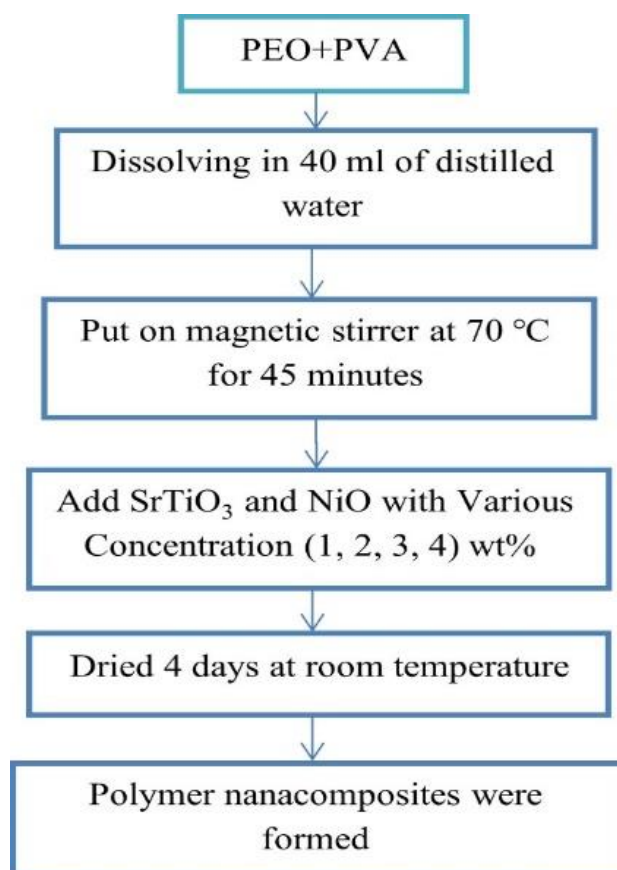 PEO+PVA
Dissolving in 40 ml of distilled
water
Put on magnetic stirrer at 70 °C
for 45 minutes
Add SrTiO₃ and NiO with Various
Concentration (1, 2, 3, 4) wt%
Dried 4 days at room temperature
Polymer nanacomposites were
formed